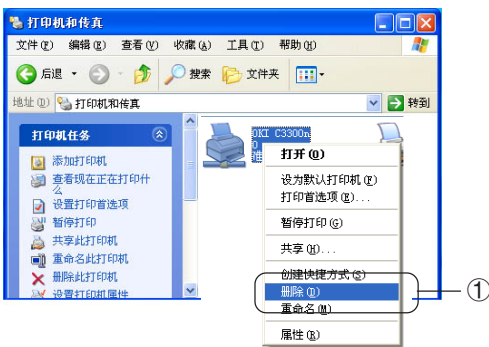 打印机和传真
文件(F) 编辑(E) 查看(V) 收藏(A) 工具(T) 帮助(H)
后退 搜索 文件夹
地址(D) 打印机和传真 转到
打印机任务
添加打印机
查看现在正在打印什
么
设置打印首选项
暂停打印
共享此打印机
重命名此打印机
删除此打印机
设置打印机属性
OKI C3300n
0
打开(O)
设为默认打印机(F)
打印首选项(E)...
暂停打印(G)
共享(H)...
创建快捷方式(S)
删除(D)
重命名(M)
属性(R)
①